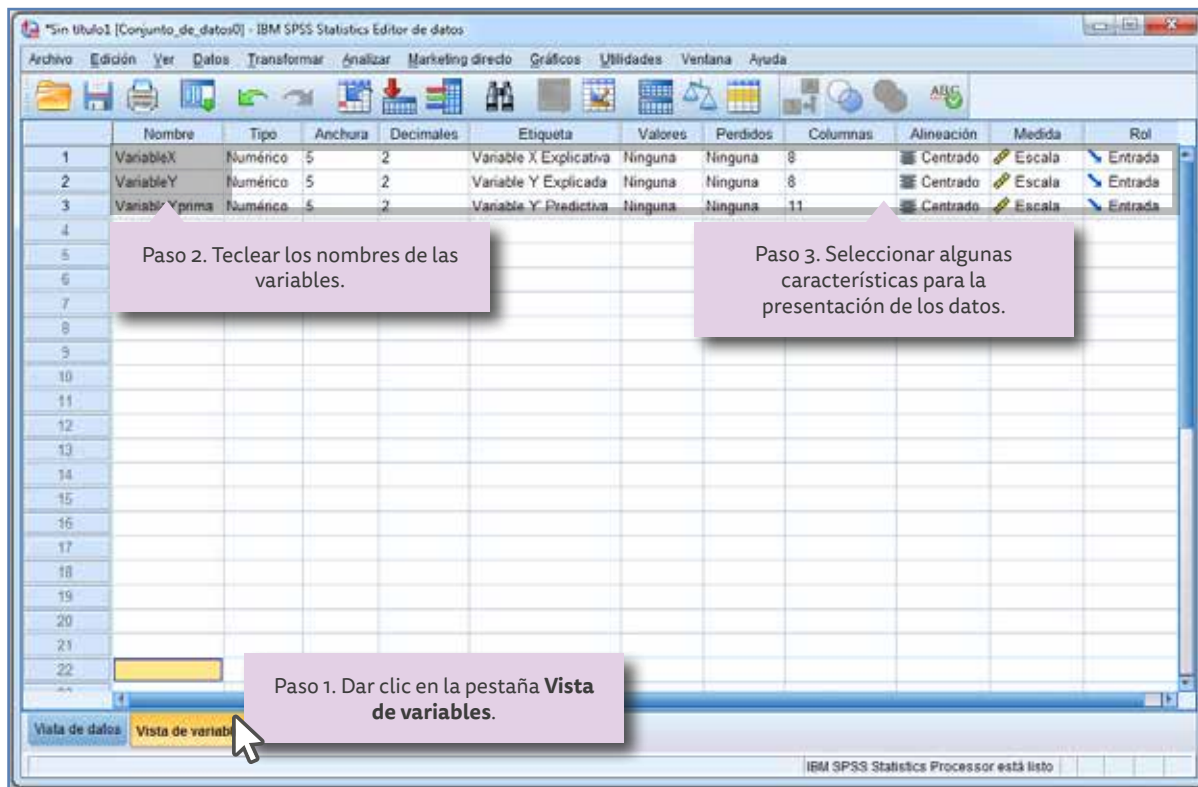 *Sin título1 [Conjunto_de_datos0] - IBM SPSS Statistics Editor de datos
Archivo Edición Ver Datos Transformar Analizar Marketing directo Gráficos Utilidades Ventana Ayuda
Nombre Tipo Anchura Decimales Etiqueta Valores Perdidos Columnas Alineación Medida Rol
1 VariableX Numérico 5 2 Variable X Explicativa Ninguna Ninguna 8 Centrado Escala Entrada
2 VariableY Numérico 5 2 Variable Y Explicada Ninguna Ninguna 8 Centrado Escala Entrada
3 VariableYprima Numérico 5 2 Variable Y' Predictiva Ninguna Ninguna 11 Centrado Escala Entrada
4
5
6
7
8
9
10
11
12
13
14
15
16
17
18
19
20
21
22
Paso 2. Teclear los nombres de las
variables.
Paso 3. Seleccionar algunas
características para la
presentación de los datos.
Paso 1. Dar clic en la pestaña Vista
de variables.
Vista de datos Vista de variab
IBM SPSS Statistics Processor está listo